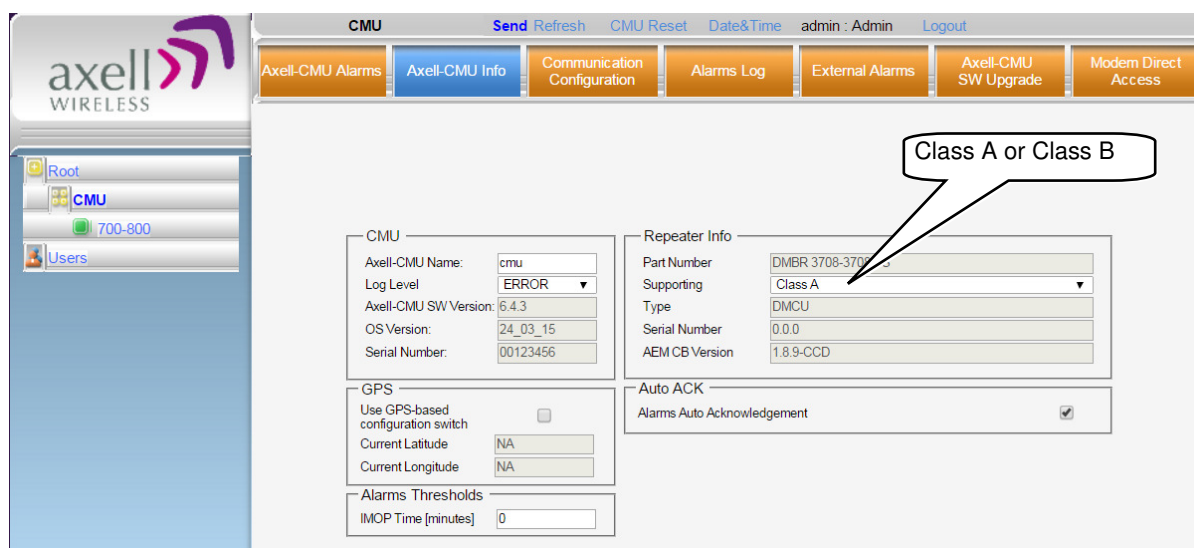 axell
WIRELESS
CMU Send Refresh CMU Reset Date&Time admin : Admin Logout
Axell-CMU Alarms
Axell-CMU Info
Communication
Configuration
Alarms Log
External Alarms
Axell-CMU
SW Upgrade
Modem Direct
Access
Root
CMU
700-800
Users
Class A or Class B
CMU
Axell-CMU Name: cmu
Log Level ERROR
Axell-CMU SW Version: 6.4.3
OS Version: 24_03_15
Serial Number: 00123456
Repeater Info
Part Number DMBR 3708-3708
Supporting Class A
Type DMCU
Serial Number 0.0.0
AEM CB Version 1.8.9-CCD
GPS
Use GPS-based
configuration switch
Current Latitude NA
Current Longitude NA
Auto ACK
Alarms Auto Acknowledgement
Alarms Thresholds
IMOP Time [minutes] 0